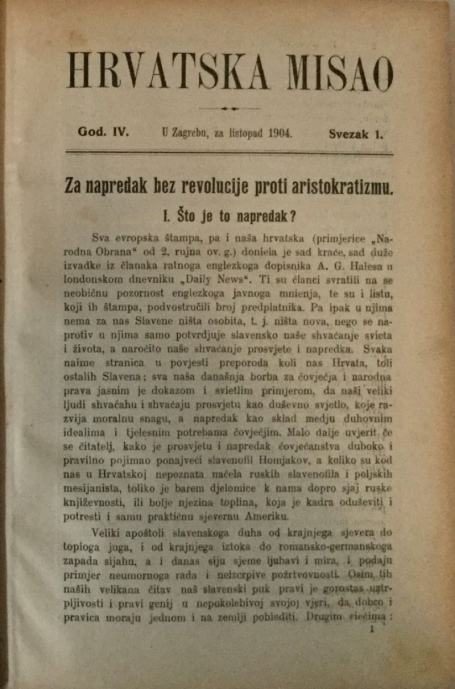 HRVATSKA MISAO
God. IV. U Zagrebu, za listopad 1904. Svezak 1.
Za napredak bez revolucije proti aristokratizmu.
I. Što je to napredak?
Sva evropska štampa, pa i naša hrvatska (primjerice „Na-
rodna Obrana“ od 2. rujna ov. g.) doniela je sad kraće, sad duže
izvadke iz članaka ratnoga englezkoga dopisnika A. G. Halesa u
londonskom dnevniku „Daily News“. Ti su članci svratili na se
neobičnu pozornost englezkoga javnoga mnienja, te su i listu,
koji ih štampa, podvostručili broj predplatnika. Pa ipak u njima
nema za nas Slavene ništa osobita, t. j. ništa nova, nego se na-
protiv u njima samo potvrdjuje slavensko naše shvaćanje svieta
i života, a naročito naše shvaćanje prosvjete i napredka. Svaka
naime stranica u povjesti preporoda koli nas Hrvata, toli
ostalih Slavena; sva naša današnja borba za čovječja i narodna
prava jasnim je dokazom i svietlim primjerom, da naši veliki
ljudi shvaćahu i shvaćaju prosvjetu kao duševno svjetlo, koje ra-
zvija moralnu snagu, a napredak kao sklad medju duhovnim
idealima i tjelesnim potrebama čovječjim. Malo dalje uvjerit će
se čitatelj, kako je prosvjetu i napredak čovječanstva duboko i
pravilno pojimao ponajveći slavenofil Homjakov, a koliko su kod
nas u Hrvatskoj nepoznata načela ruskih slavenofila i poljskih
mesijanista, toliko je barem djelomice k nama dopro sjaj ruske
književnosti, ili bolje njezina toplina, koja je kadra oduševiti i
potresti i samu praktičnu sjevernu Ameriku.
Veliki apoštoli slavenskoga duha od krajnjega sjevera do
toploga juga, i od krajnjega iztoka do romansko-germanskoga
zapada sijahu, a i danas siju sjeme ljubavi i mira, i podaju
primjer neumornoga rada i neizcrpive požrtvovnosti. Osim tih
naših velikana čitav naš slavenski puk pravi je gorostas ustr-
pljivosti i pravi genij u nepokolebivoj svojoj vjeri, da dobro i
pravica moraju jednom i na zemlji pobiediti. Drugim riečima:
1